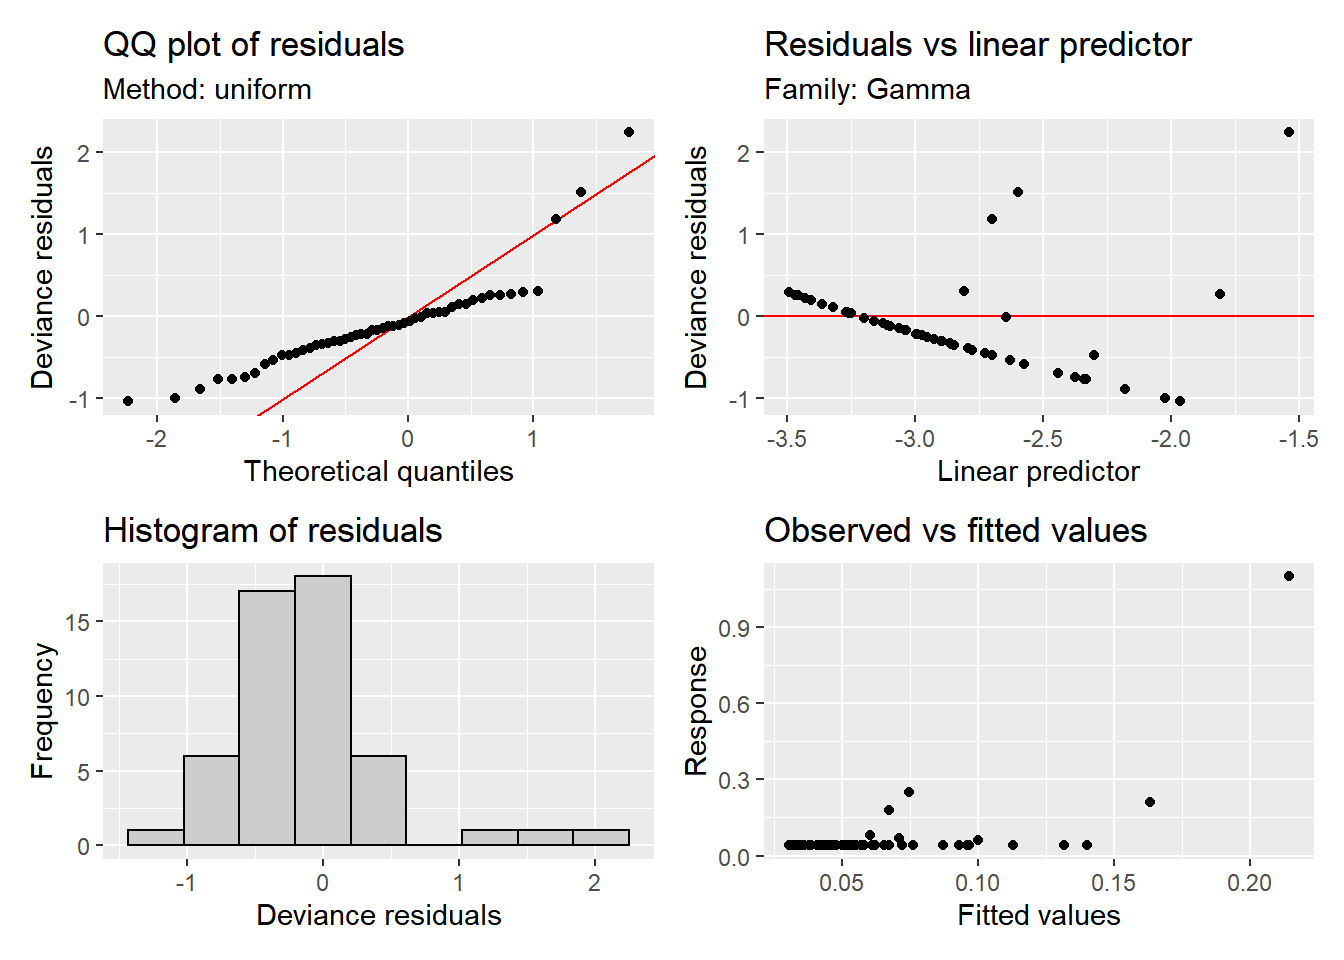 QQ plot of residuals
Method: uniform
2
1
0
-1
Deviance residuals
-2
-1
0
1
Theoretical quantiles
Residuals vs linear predictor
Family: Gamma
2
1
0
-1
Deviance residuals
-3.5
-3.0
-2.5
-2.0
-1.5
Linear predictor
Histogram of residuals
15
10
5
0
Frequency
-1
0
1
2
Deviance residuals
Observed vs fitted values
0.9
0.6
0.3
0.0
Response
0.05
0.10
0.15
0.20
Fitted values